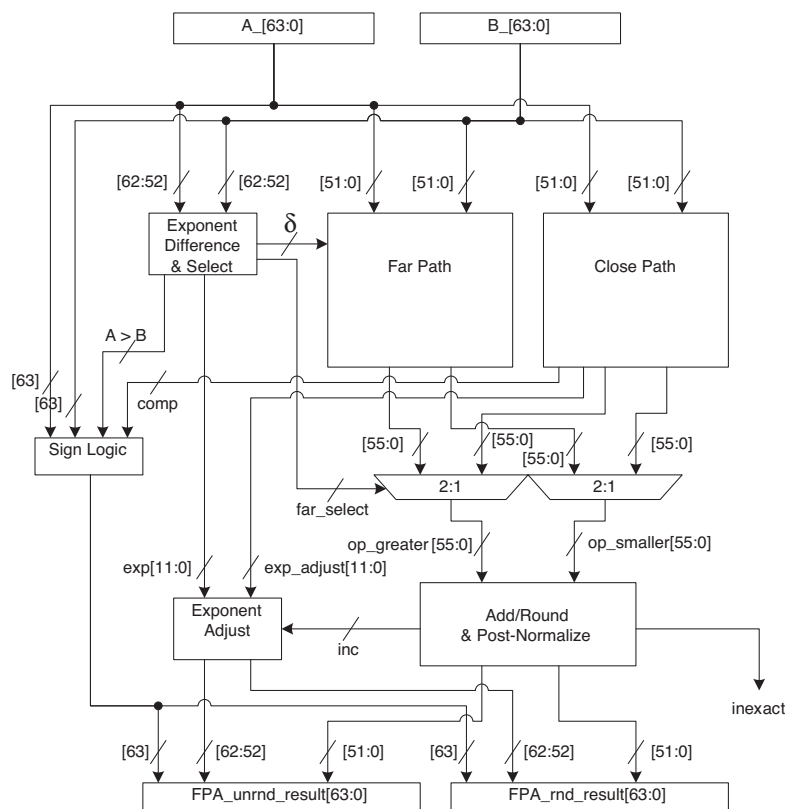 A_[63:0]
B_[63:0]
[62:52]
[62:52]
[51:0]
[51:0]
[51:0]
[51:0]
Exponent
Difference
& Select
δ
Far Path
Close Path
A > B
[63]
[63]
comp
Sign Logic
[55:0]
[55:0]
[55:0]
[55:0]
2:1
2:1
far_select
op_greater[55:0]
op_smaller[55:0]
exp[11:0]
exp_adjust[11:0]
Exponent
Adjust
inc
Add/Round
& Post-Normalize
inexact
[63]
[62:52]
[51:0]
[63]
[62:52]
[51:0]
FPA_unrnd_result[63:0]
FPA_rnd_result[63:0]